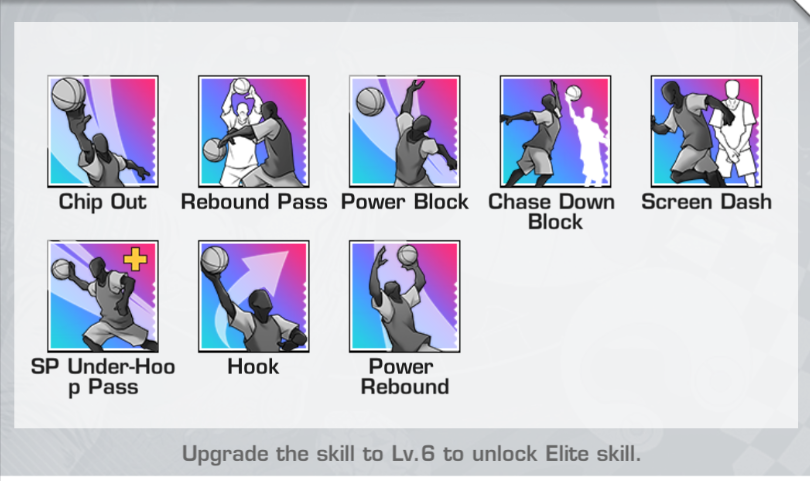 Chip Out
Rebound Pass
Power Block
Chase Down
Block
Screen Dash
SP Under-Hoo
p Pass
Hook
Power
Rebound
Upgrade the skill to Lv.6 to unlock Elite skill.